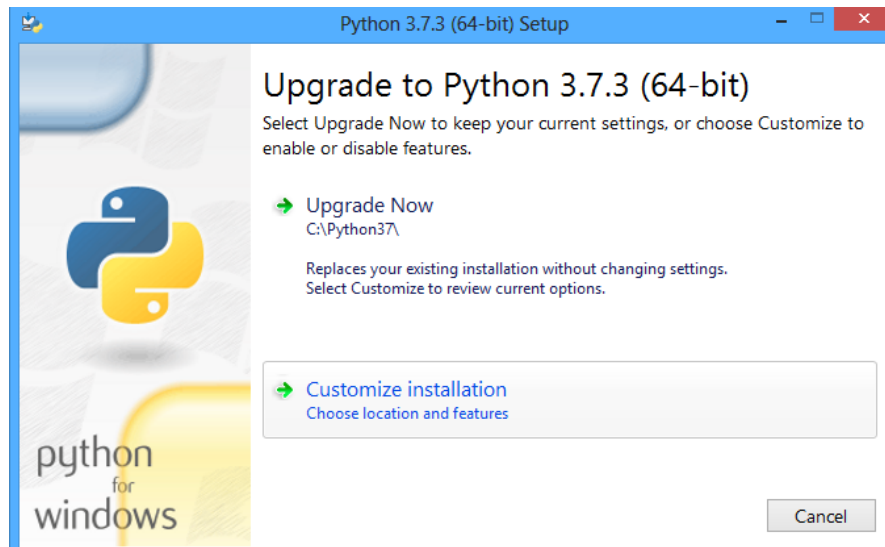 Python 3.7.3 (64-bit) Setup
Upgrade to Python 3.7.3 (64-bit)
Select Upgrade Now to keep your current settings, or choose Customize to
enable or disable features.
Upgrade Now
C:\Python37\
Replaces your existing installation without changing settings.
Select Customize to review current options.
Customize installation
Choose location and features
python
for
windows
Cancel